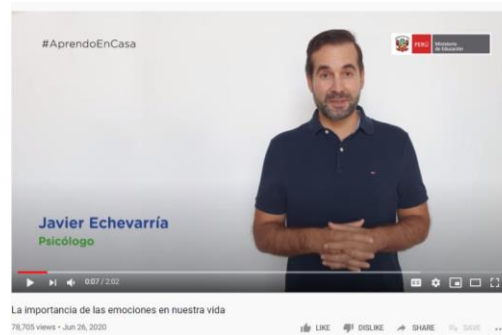 #AprendoEnCasa
PERÚ Ministerio de Educación
Javier Echevarría
Psicólogo
0:07 / 2:02
La importancia de las emociones en nuestra vida
78,705 views • Jun 26, 2020
LIKE DISLIKE SHARE SAVE